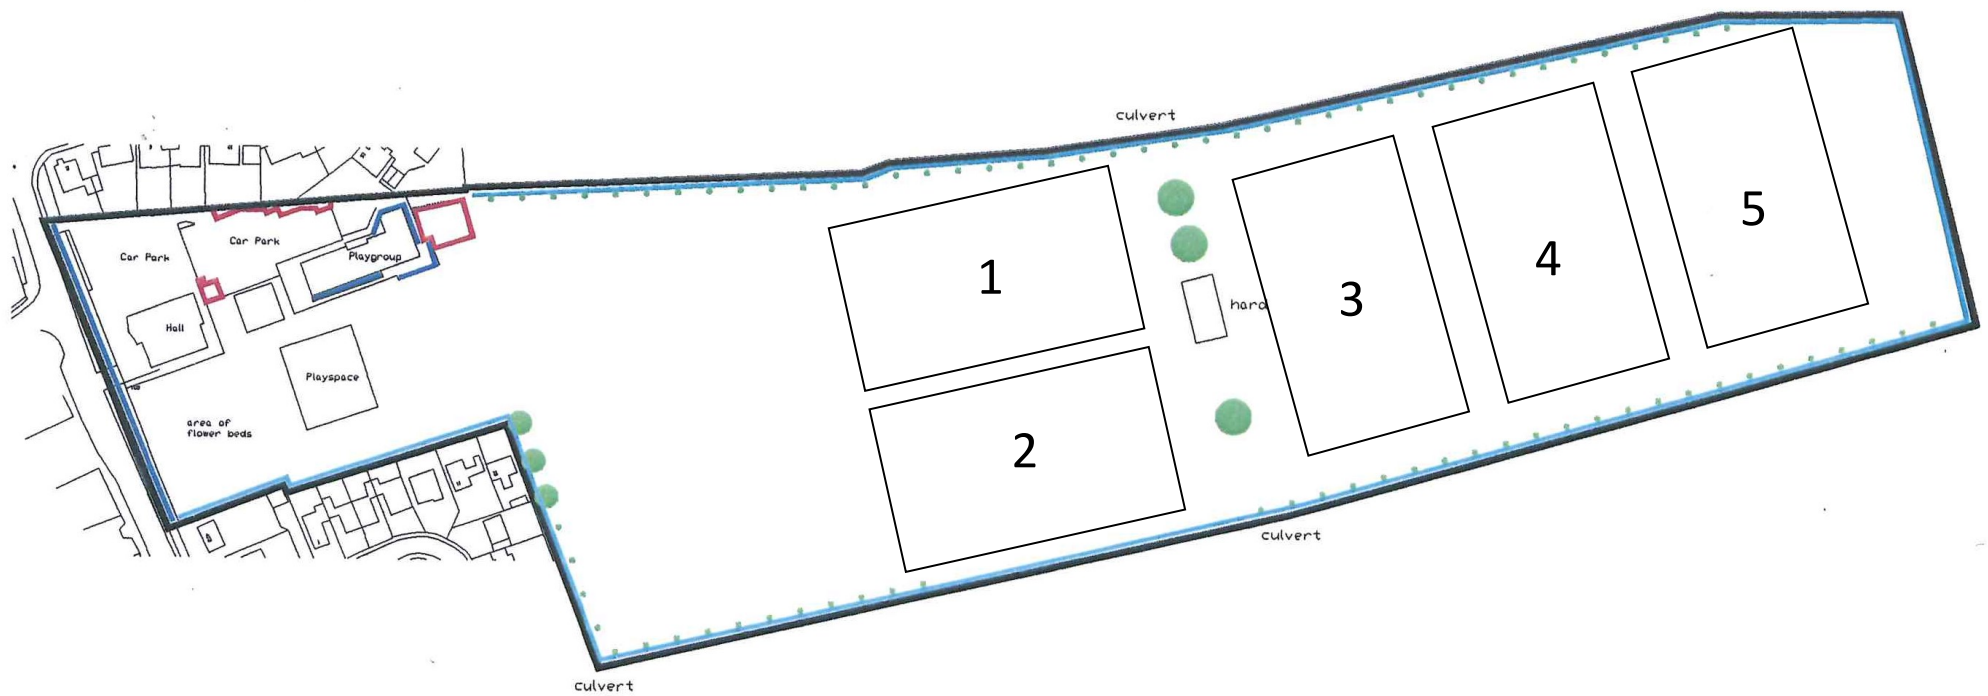 culvert
Car Park
Car Park
Playgroup
Hall
Playspace
area of
flower beds
1
2
hard
3
4
5
culvert
culvert